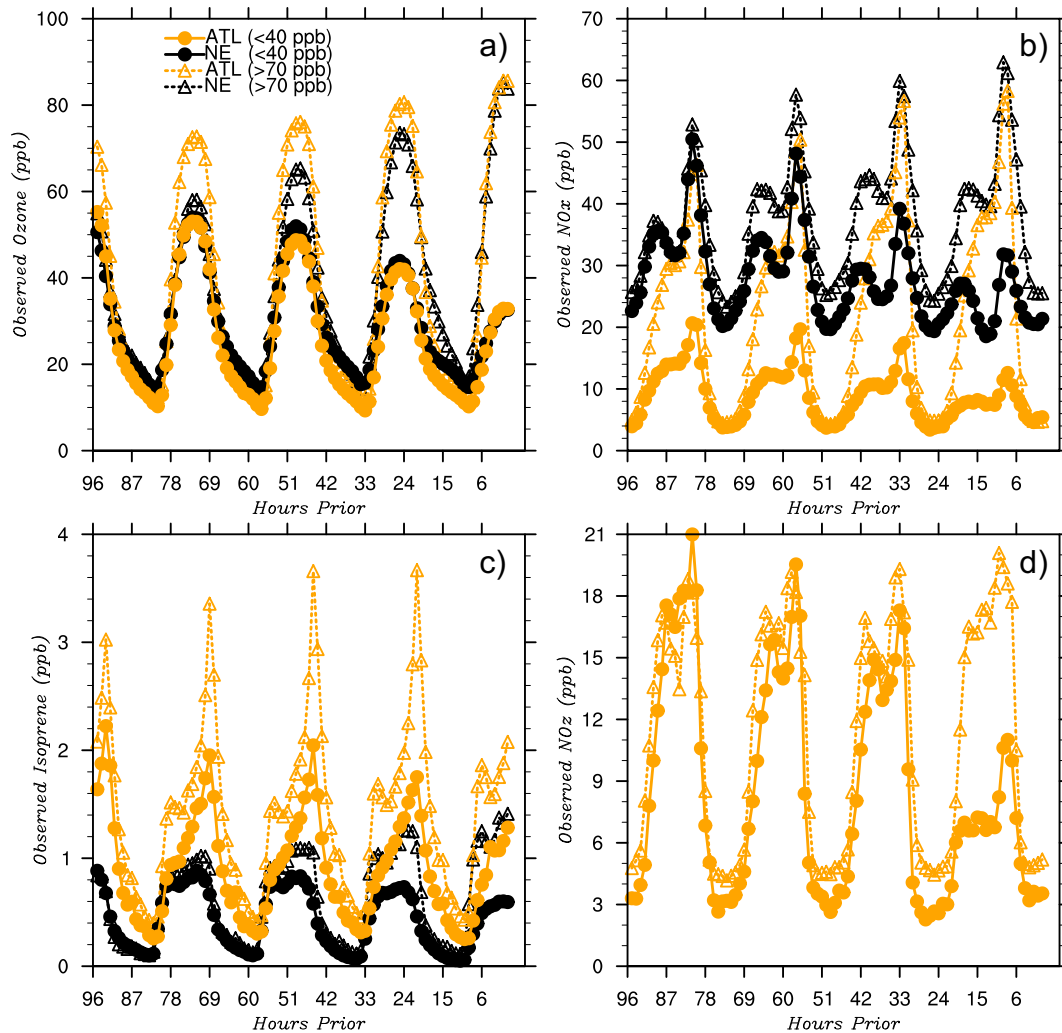 a)
ATL (<40 ppb)
NE (<40 ppb)
ATL (>70 ppb)
NE (>70 ppb)
Observed Ozone (ppb)
100
80
60
40
20
0
96 87 78 69 60 51 42 33 24 15 6
Hours Prior
b)
Observed NOx (ppb)
70
60
50
40
30
20
10
0
96 87 78 69 60 51 42 33 24 15 6
Hours Prior
c)
Observed Isoprene (ppb)
4
3
2
1
0
96 87 78 69 60 51 42 33 24 15 6
Hours Prior
d)
Observed NOz (ppb)
21
18
15
12
9
6
3
0
96 87 78 69 60 51 42 33 24 15 6
Hours Prior